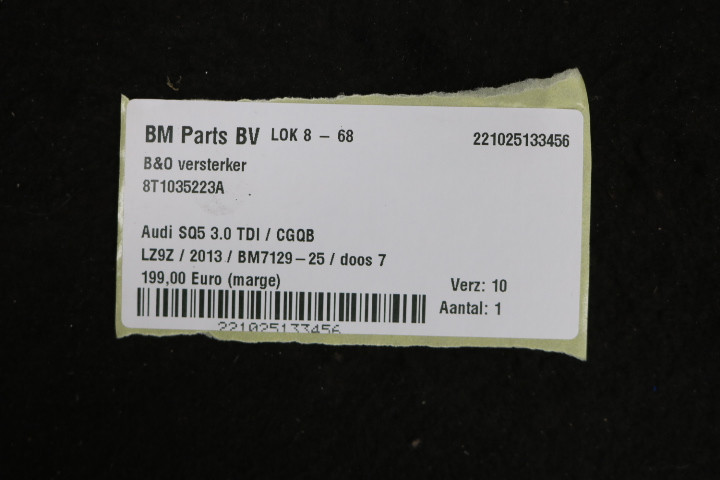 BM Parts BV LOK 8 - 68 221025133456
B&O versterker
8T1035223A
Audi SQ5 3.0 TDI / CGQB
LZ9Z / 2013 / BM7129-25 / doos 7
199,00 Euro (marge) Verz: 10
Aantal: 1
221025133456